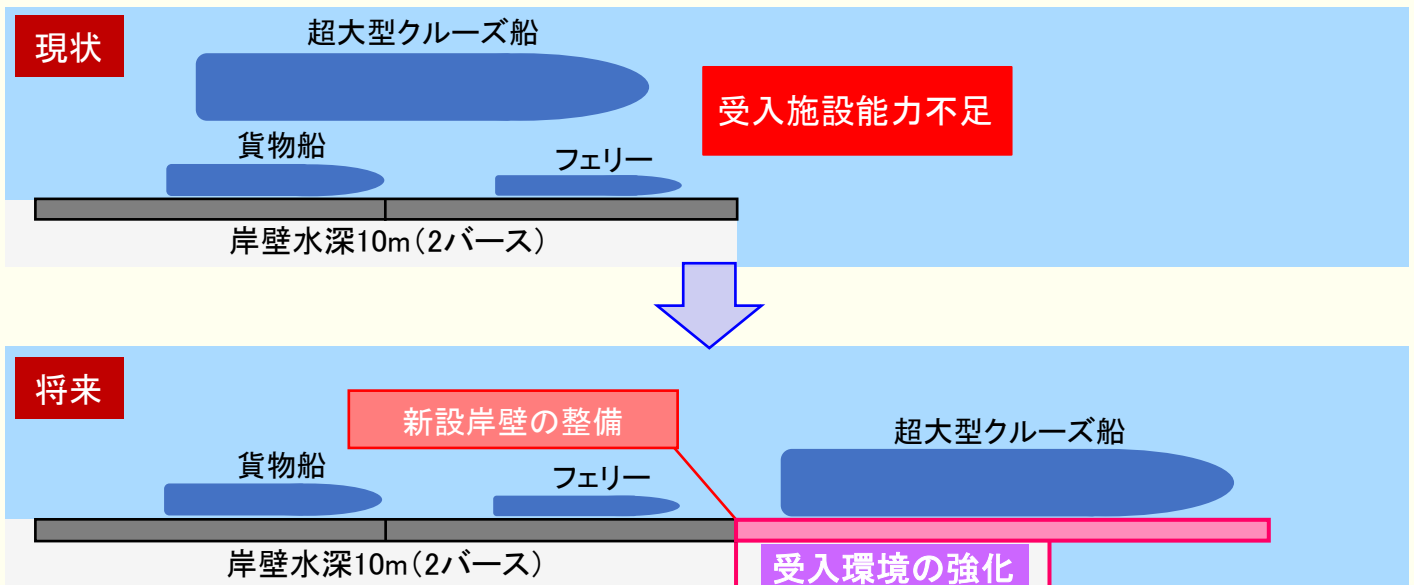 現状
超大型クルーズ船
受入施設能力不足
貨物船
フェリー
岸壁水深10m(2バース)
将来
新設岸壁の整備
超大型クルーズ船
貨物船
フェリー
岸壁水深10m(2バース)
受入環境の強化